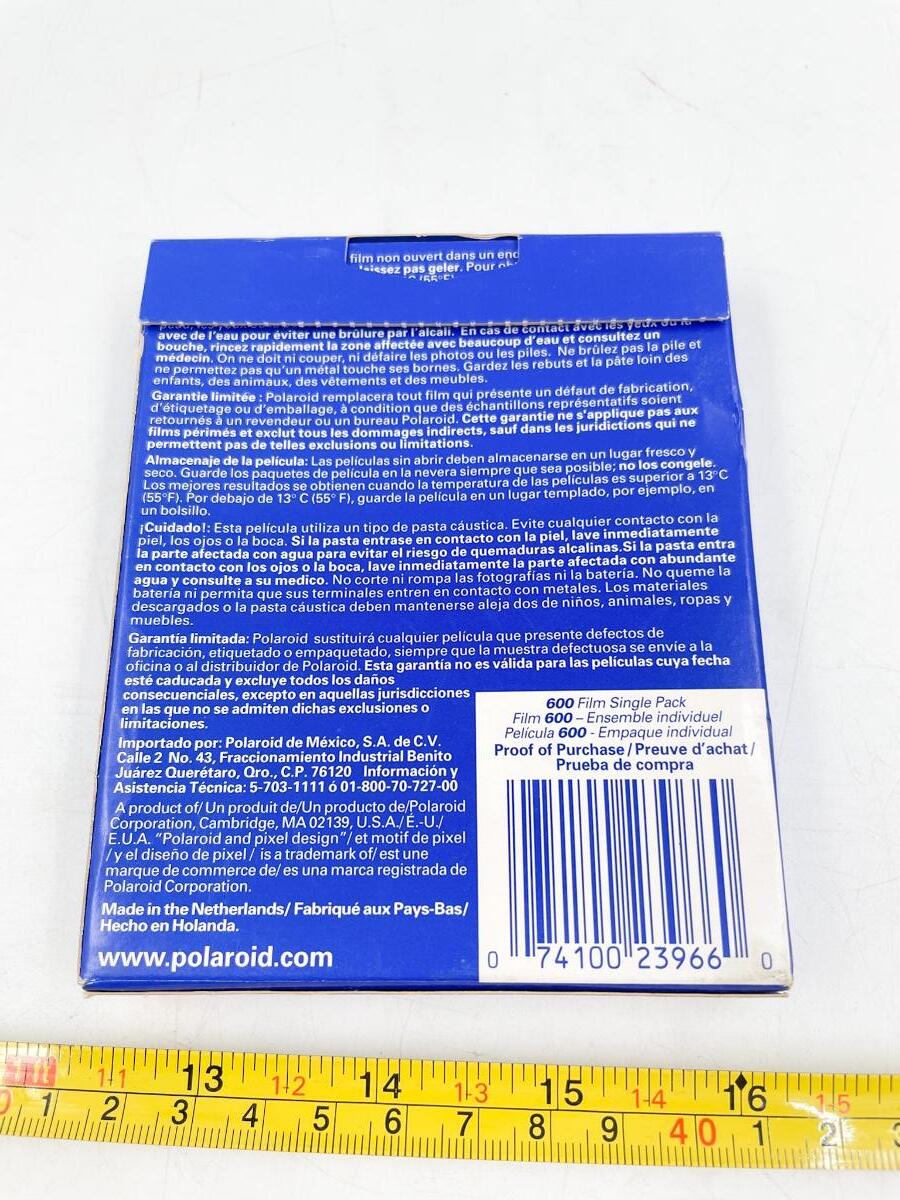 film non ouvert dans un
laissez pas geler. Pour
avec de l'eau pour éviter une brûlure par l'alcali. En cas de contact avec les yeux ou la
bouche, rincez rapidement la zone affectée avec beaucoup d'eau et consultez un
médecin. On ne doit ni couper, ni défaire les photos ou les piles. Ne brûlez pas la pile et
ne permettez pas qu'un métal touche ses bornes. Gardez les rebuts et la pâte loin des
enfants, des animaux, des vêtements et des meubles.
Garantie limitée : Polaroid remplacera tout film qui présente un défaut de fabrication,
d'étiquetage ou d'emballage, à condition que des échantillons représentatifs soient
retournés à un revendeur ou un bureau Polaroid. Cette garantie ne s'applique pas aux
films périmés et exclut tous les dommages indirects, sauf dans les juridictions qui ne
permettent pas de telles exclusions ou limitations.
Almacenaje de la película: Las películas sin abrir deben almacenarse en un lugar fresco y
seco. Guarde los paquetes de película en la nevera siempre que sea posible; no los congele.
Los mejores resultados se obtienen cuando la temperatura de las películas es superior a 13°C
(55°F). Por debajo de 13° C (55° F), guarde la película en un lugar templado, por ejemplo, en
un bolsillo.
¡Cuidado!: Esta película utiliza un tipo de pasta cáustica. Evite cualquier contacto con la
piel, los ojos o la boca. Si la pasta entrase en contacto con la piel, lave inmediatamente
la parte afectada con agua para evitar el riesgo de quemaduras alcalinas.Si la pasta entra
en contacto con los ojos o la boca, lave inmediatamente la parte afectada con abundante
agua y consulte a su medico. No corte ni rompa las fotografías ni la batería. No queme la
batería ni permita que sus terminales entren en contacto con metales. Los materiales
descargados o la pasta cáustica deben mantenerse aleja dos de niños, animales, ropas y
muebles.
Garantía limitada: Polaroid sustituirá cualquier película que presente defectos de
fabricación, etiquetado o empaquetado, siempre que la muestra defectuosa se envíe a la
oficina o al distribuidor de Polaroid. Esta garantía no es válida para las películas cuya fecha
esté caducada y excluye todos los daños
consecuenciales, excepto en aquellas jurisdicciones
en las que no se admiten dichas exclusiones o
limitaciones.
Importado por: Polaroid de México, S.A. de C.V.
Calle 2 No. 43, Fraccionamiento Industrial Benito
Juárez Querétaro, Qro., C.P. 76120 Información y
Asistencia Técnica: 5-703-1111 ó 01-800-70-727-00
A product of/ Un produit de/Un producto de/Polaroid
Corporation, Cambridge, MA 02139, U.S.A./É.-U./
E.U.A. "Polaroid and pixel design"/ et motif de pixel
/ y el diseño de pixel / is a trademark of/ est une
marque de commerce de/ es una marca registrada de
Polaroid Corporation.
Made in the Netherlands/ Fabriqué aux Pays-Bas/
Hecho en Holanda.
www.polaroid.com
600 Film Single Pack
Film 600 – Ensemble individuel
Película 600 - Empaque individual
Proof of Purchase / Preuve d'achat /
Prueba de compra
0 74100 23966 0
1-1 13 1-2 14 1-3 15 1-4 16 1-5
0 1 2 3 4 5 6 7 8 9 40 1 2 3